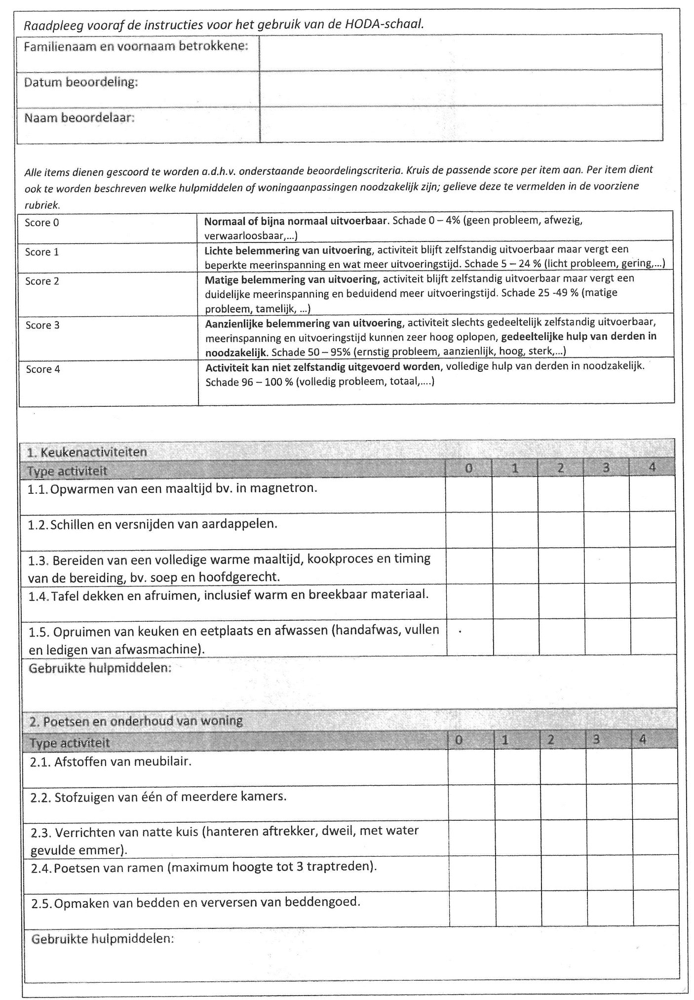 Raadpleeg vooraf de instructies voor het gebruik van de HODA-schaal.
Familienaam en voornaam betrokkene:
Datum beoordeling:
Naam beoordelaar:
Alle items dienen gescoord te worden a.d.h.v. onderstaande beoordelingscriteria. Kruis de passende score per item aan. Per item dient
ook te worden beschreven welke hulpmiddelen of woningaanpassingen noodzakelijk zijn; gelieve deze te vermelden in de voorziene
rubriek.
Score 0
Normaal of bijna normaal uitvoerbaar. Schade 0 – 4% (geen probleem, afwezig,
verwaarloosbaar,...)
Score 1
Lichte belemmering van uitvoering, activiteit blijft zelfstandig uitvoerbaar maar vergt een
beperkte meerinspanning en wat meer uitvoeringstijd. Schade 5 – 24 % (licht probleem, gering,...)
Score 2
Matige belemmering van uitvoering, activiteit blijft zelfstandig uitvoerbaar maar vergt een
duidelijke meerinspanning en beduidend meer uitvoeringstijd. Schade 25 -49 % (matige
probleem, tamelijk, ...)
Score 3
Aanzienlijke belemmering van uitvoering, activiteit slechts gedeeltelijk zelfstandig uitvoerbaar,
meerinspanning en uitvoeringstijd kunnen zeer hoog oplopen, gedeeltelijke hulp van derden in
noodzakelijk. Schade 50 – 95% (ernstig probleem, aanzienlijk, hoog, sterk,...)
Score 4
Activiteit kan niet zelfstandig uitgevoerd worden, volledige hulp van derden in noodzakelijk.
Schade 96 – 100 % (volledig probleem, totaal,....)
1. Keukenactiviteiten
Type activiteit 0 1 2 3 4
1.1. Opwarmen van een maaltijd bv. in magnetron.
1.2. Schillen en versnijden van aardappelen.
1.3. Bereiden van een volledige warme maaltijd, kookproces en timing
van de bereiding, bv. soep en hoofdgerecht.
1.4. Tafel dekken en afruimen, inclusief warm en breekbaar materiaal.
1.5. Opruimen van keuken en eetplaats en afwassen (handafwas, vullen
en ledigen van afwasmachine).
Gebruikte hulpmiddelen:
2. Poetsen en onderhoud van woning
Type activiteit 0 1 2 3 4
2.1. Afstoffen van meubilair.
2.2. Stofzuigen van één of meerdere kamers.
2.3. Verrichten van natte kuis (hanteren aftrekker, dweil, met water
gevulde emmer).
2.4. Poetsen van ramen (maximum hoogte tot 3 traptreden).
2.5. Opmaken van bedden en verversen van beddengoed.
Gebruikte hulpmiddelen: